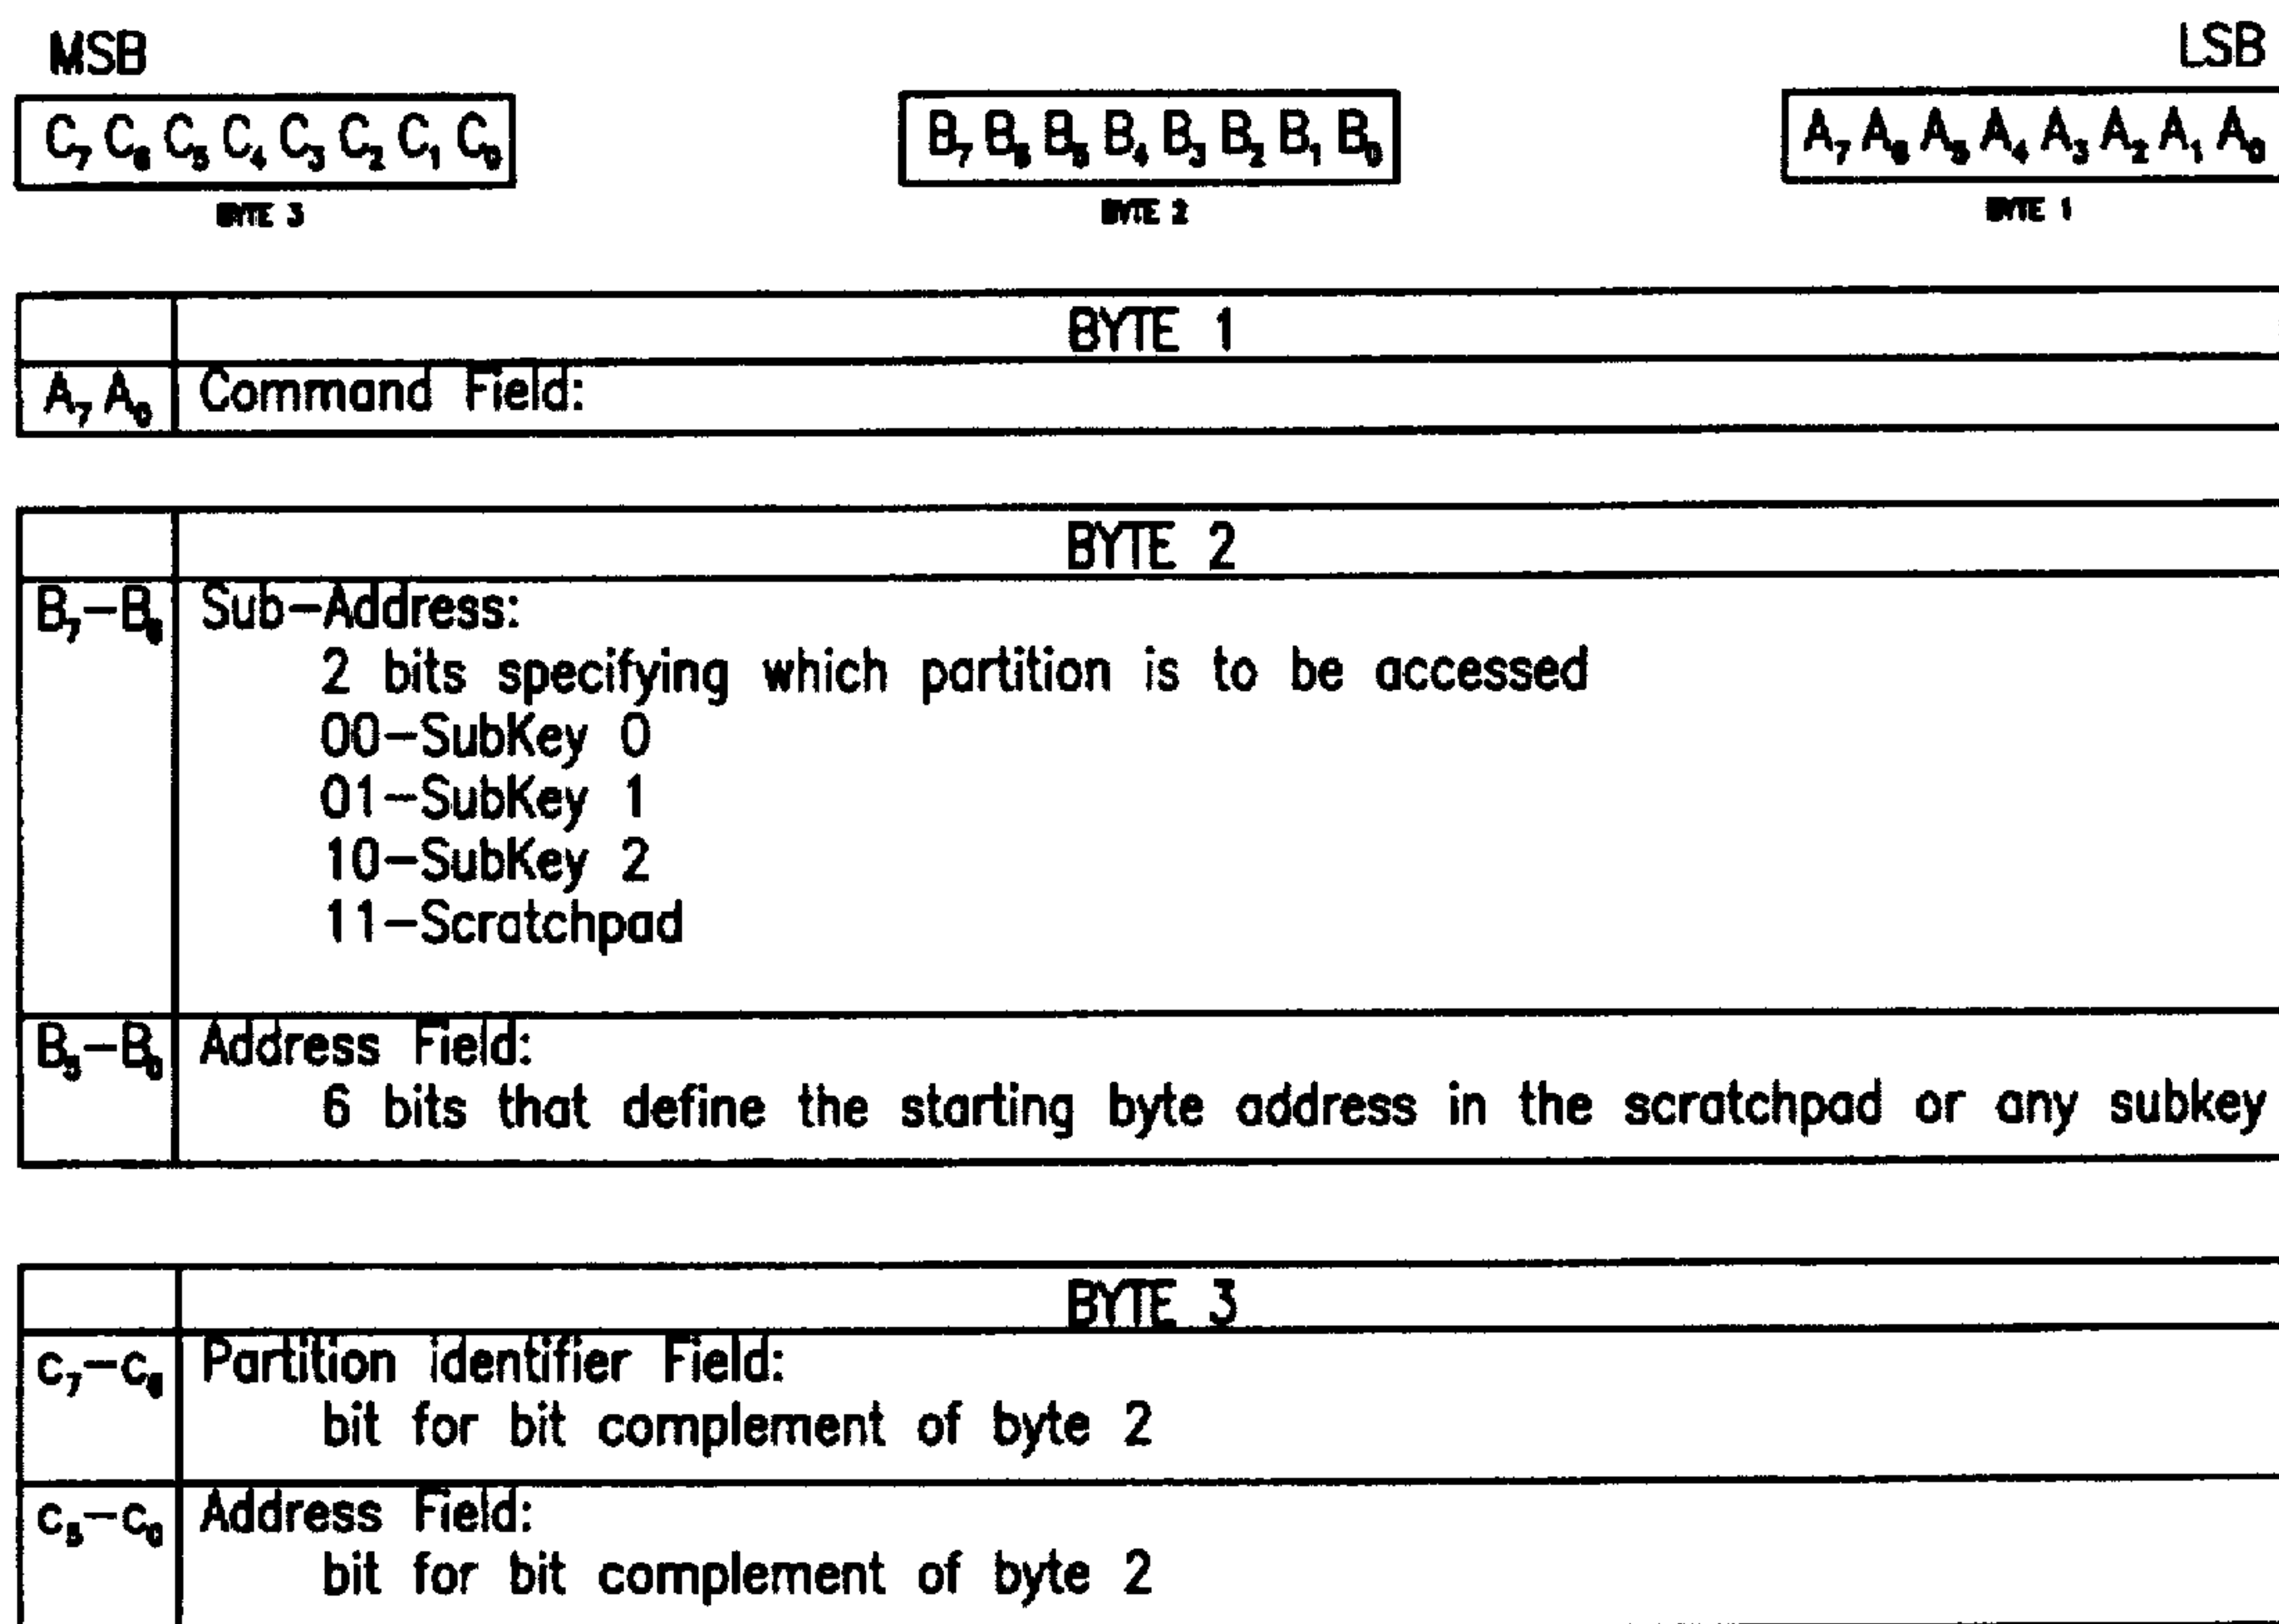 MSB LSB
C₇ C₆ C₅ C₄ C₃ C₂ C₁ C₀ B₇ B₆ B₅ B₄ B₃ B₂ B₁ B₀ A₇ A₆ A₅ A₄ A₃ A₂ A₁ A₀
BYTE 3 BYTE 2 BYTE 1
BYTE 1
A₇ A₀ Command Field:
BYTE 2
B₇–B₆ Sub–Address:
2 bits specifying which partition is to be accessed
00–SubKey 0
01–SubKey 1
10–SubKey 2
11–Scratchpad
B₅–B₀ Address Field:
6 bits that define the starting byte address in the scratchpad or any subkey
BYTE 3
c₇–c₆ Partition identifier Field:
bit for bit complement of byte 2
c₅–c₀ Address Field:
bit for bit complement of byte 2